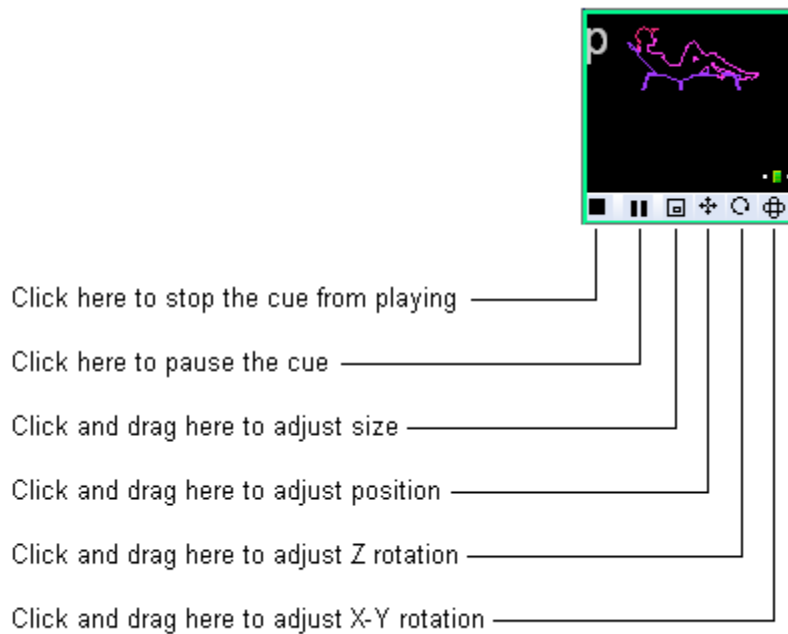 p
Click here to stop the cue from playing
Click here to pause the cue
Click and drag here to adjust size
Click and drag here to adjust position
Click and drag here to adjust Z rotation
Click and drag here to adjust X-Y rotation